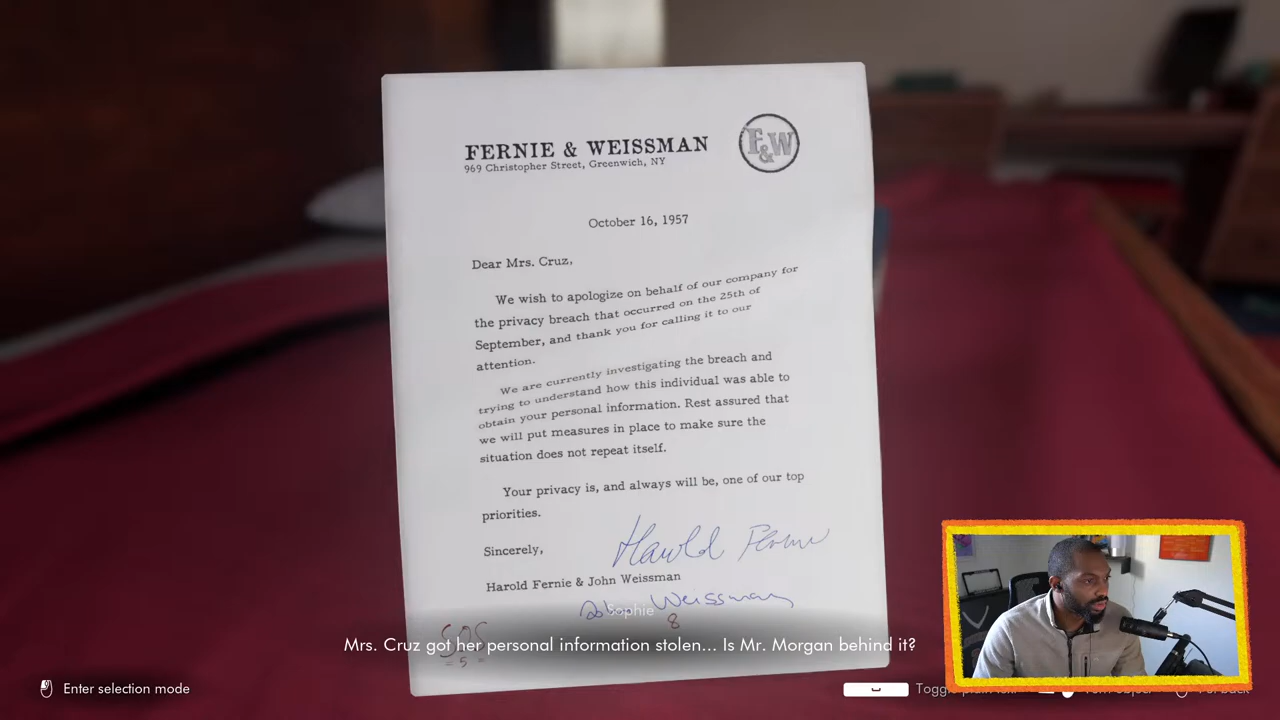 FERNIE & WEISSMAN
F&W
969 Christopher Street, Greenwich, NY
October 16, 1957
Dear Mrs. Cruz,
We wish to apologize on behalf of our company for
the privacy breach that occurred on the 25th of
September, and thank you for calling it to our
attention.
We are currently investigating the breach and
trying to understand how this individual was able to
obtain your personal information. Rest assured that
we will put measures in place to make sure the
situation does not repeat itself.
Your privacy is, and always will be, one of our top
priorities.
Sincerely,
Harold
Harold Fernie & John Weissman
Weissman
8
Sophie
Mrs. Cruz got her personal information stolen... Is Mr. Morgan behind it?
Enter selection mode